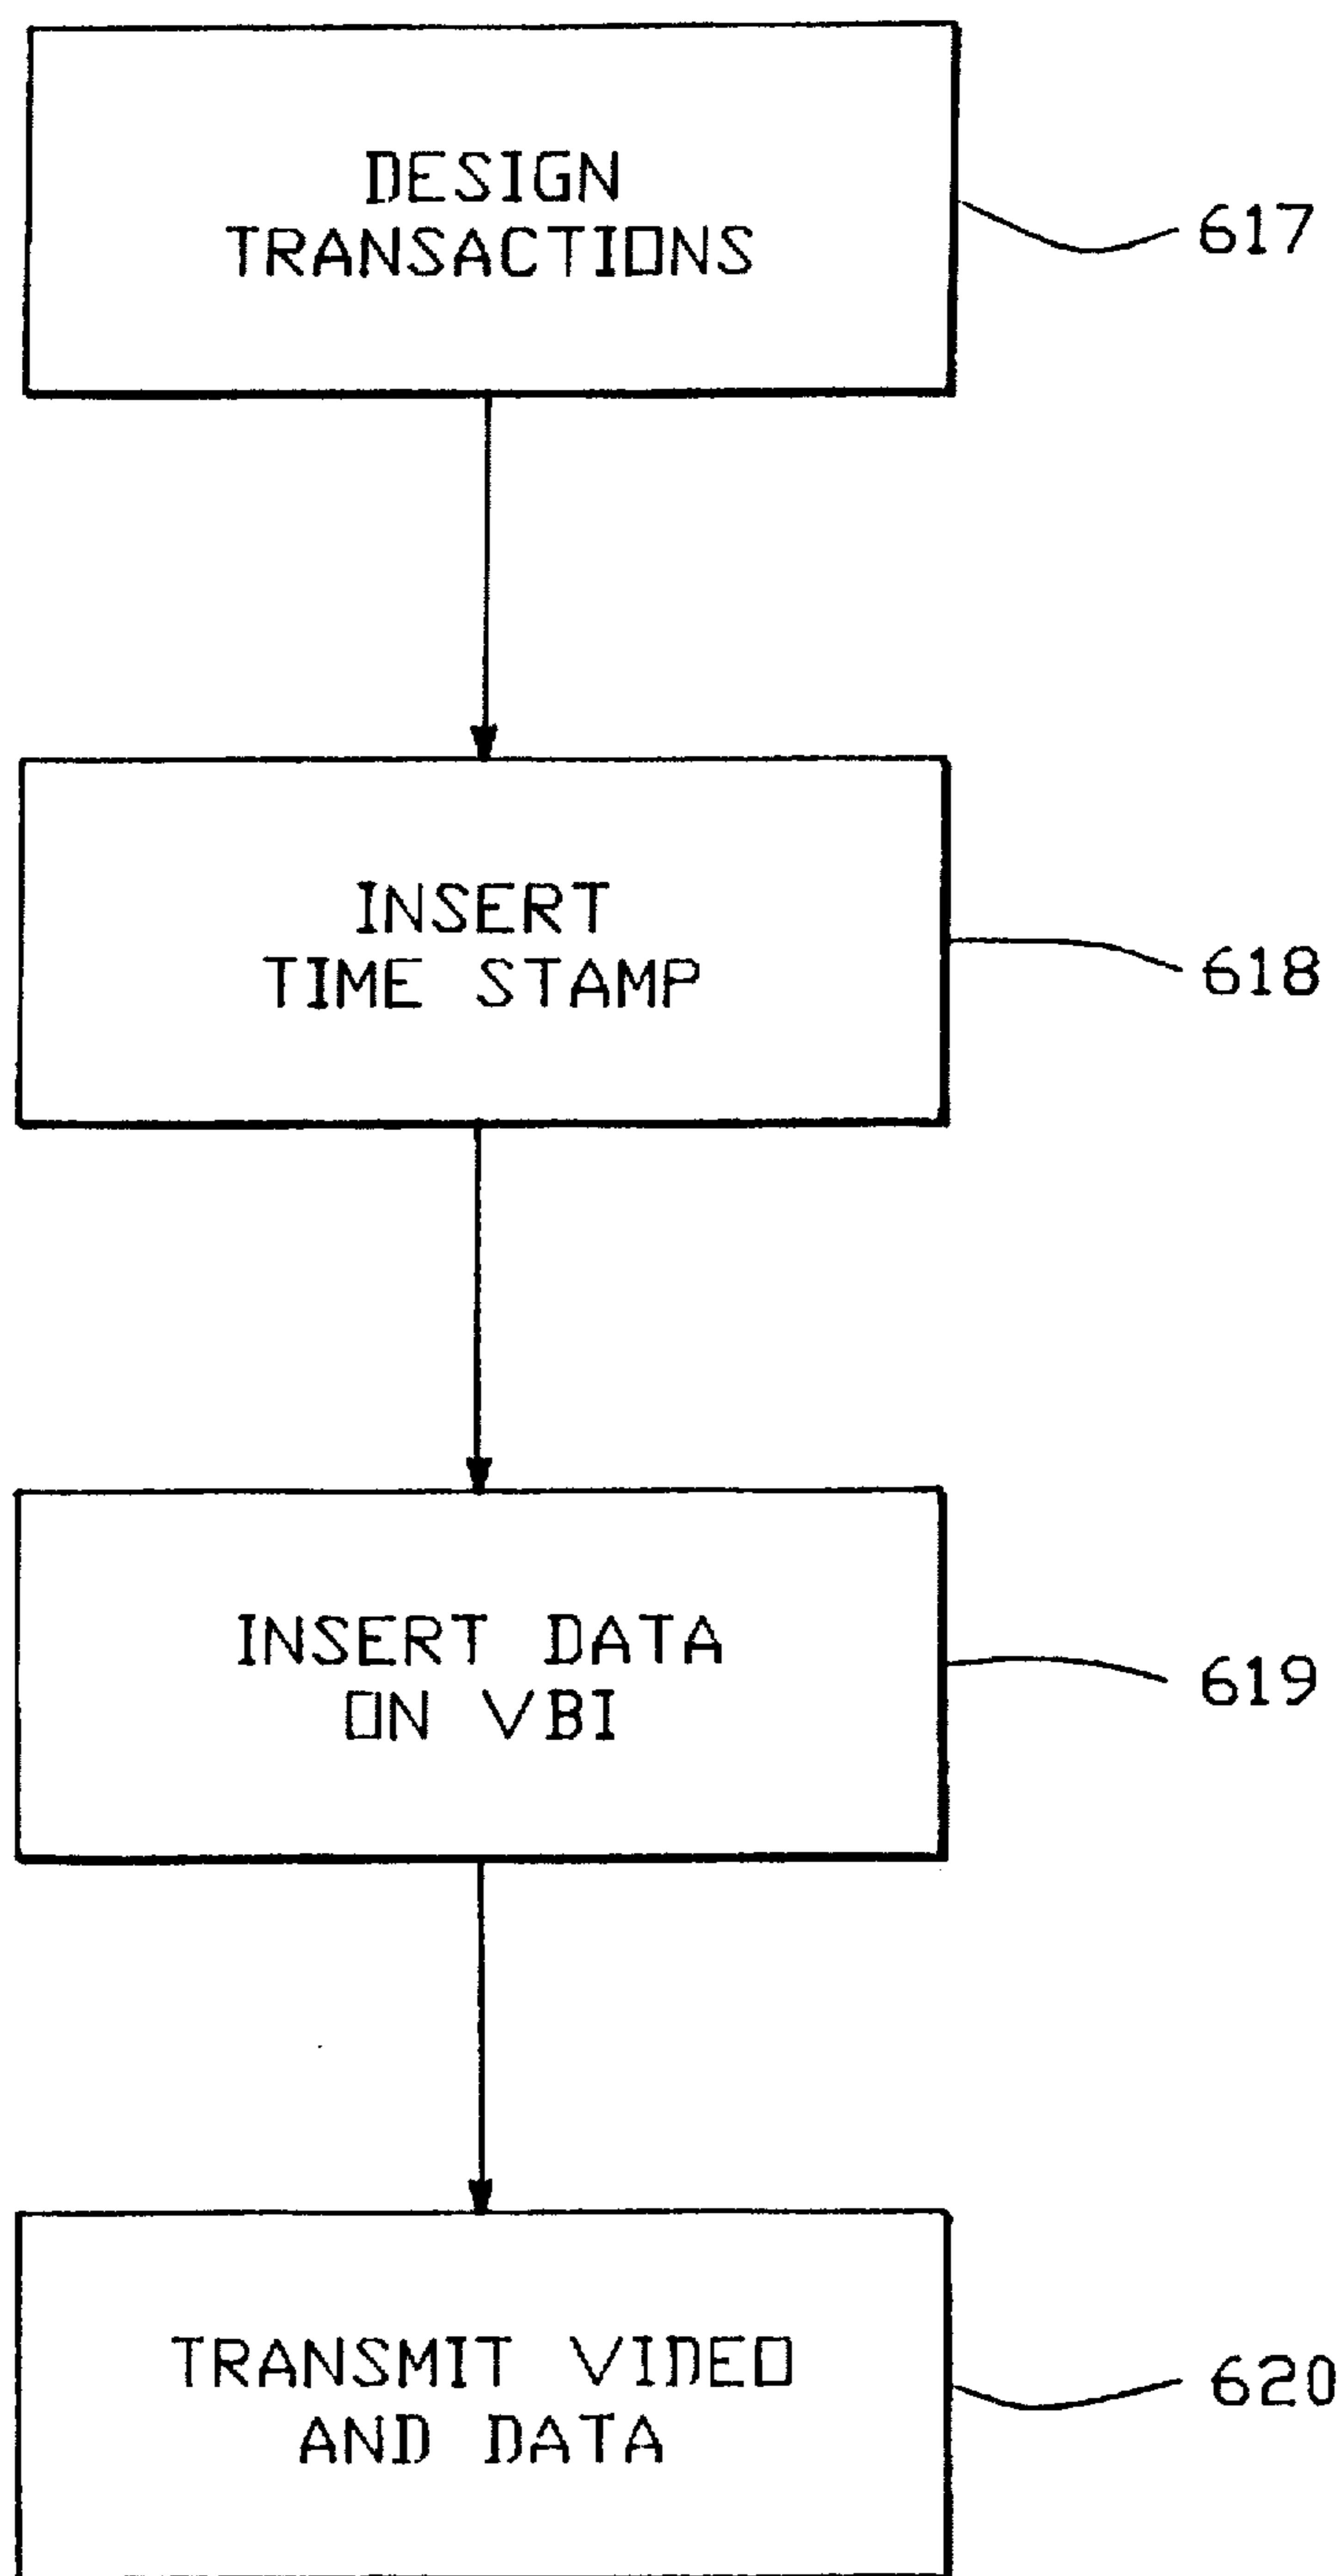 DESIGN
TRANSACTIONS
617
INSERT
TIME STAMP
618
INSERT DATA
ON VBI
619
TRANSMIT VIDEO
AND DATA
620